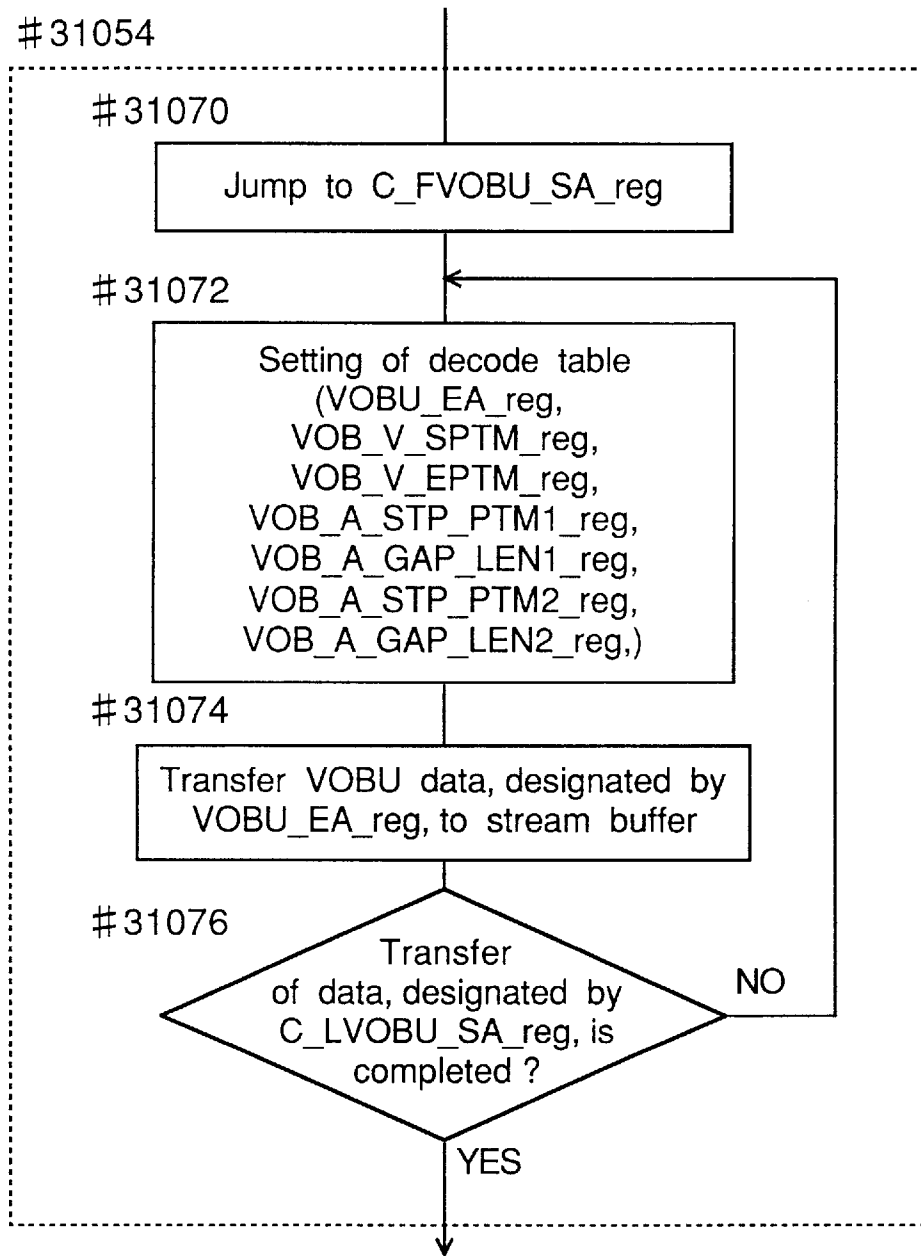 #31054
#31070
Jump to C_FVOBU_SA_reg
#31072
Setting of decode table
(VOBU_EA_reg,
VOB_V_SPTM_reg,
VOB_V_EPTM_reg,
VOB_A_STP_PTM1_reg,
VOB_A_GAP_LEN1_reg,
VOB_A_STP_PTM2_reg,
VOB_A_GAP_LEN2_reg,)
#31074
Transfer VOBU data, designated by
VOBU_EA_reg, to stream buffer
#31076
Transfer
of data, designated by
C_LVOBU_SA_reg, is
completed ?
NO
YES